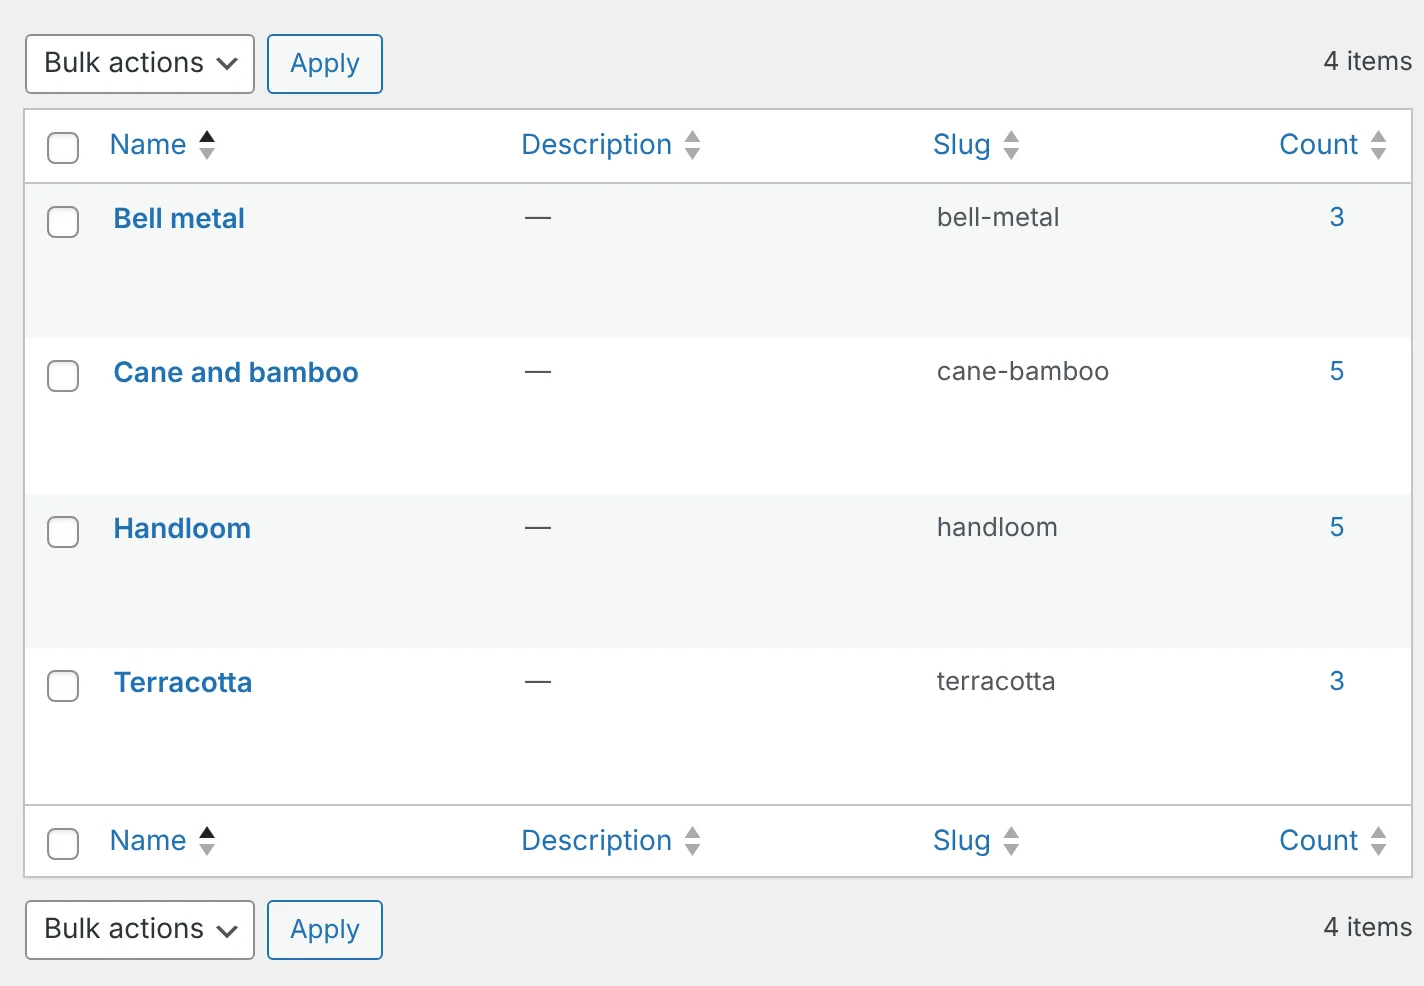 Bulk actions Apply 4 items
Name Description Slug Count
Bell metal — bell-metal 3
Cane and bamboo — cane-bamboo 5
Handloom — handloom 5
Terracotta — terracotta 3
Name Description Slug Count
Bulk actions Apply 4 items